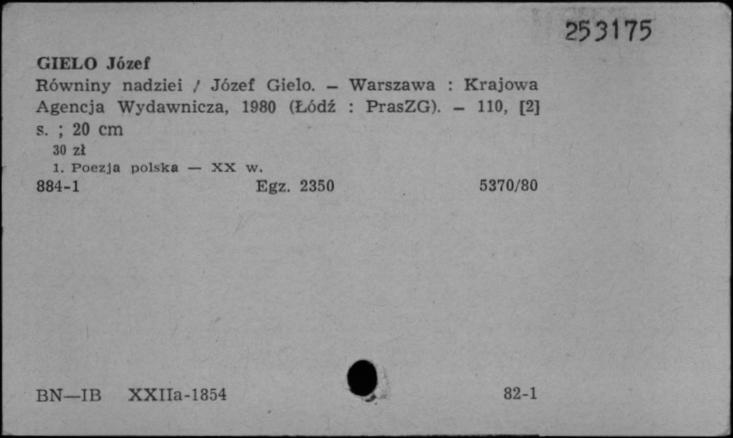 253175
GIELO Józef
Równiny nadziei / Józef Gielo. — Warszawa : Krajowa
Agencja Wydawnicza, 1980 (Łódź : PrasZG). — 110, [2]
s. ; 20 cm
30 zł
1. Poezja polska — XX w.
884-1 Egz. 2350 5370/80
BN—IB XXIIa-1854 82-1